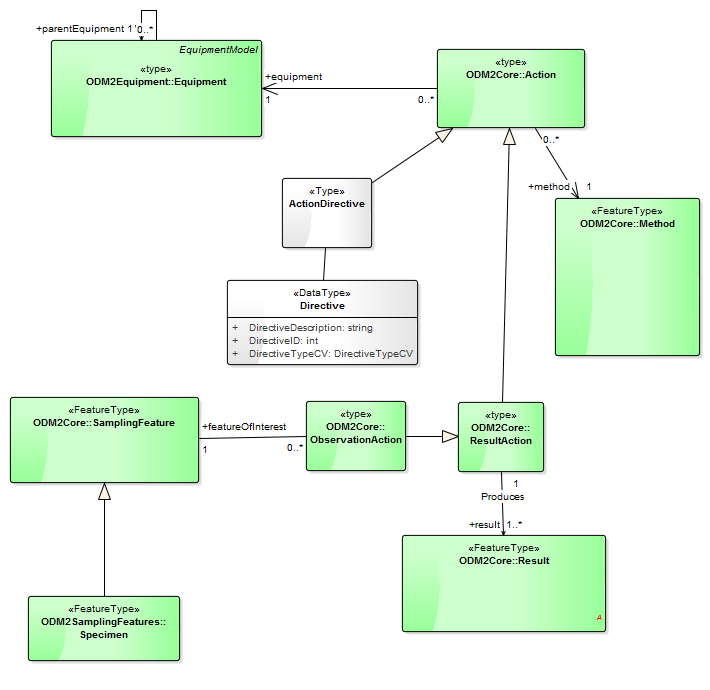 +parentEquipment 1
0..*
EquipmentModel
«type»
ODM2Equipment::Equipment
+equipment
1
0..*
«type»
ODM2Core::Action
0..*
+method
1
«Type»
ActionDirective
«FeatureType»
ODM2Core::Method
«DataType»
Directive
+ DirectiveDescription: string
+ DirectiveID: int
+ DirectiveTypeCV: DirectiveTypeCV
«FeatureType»
ODM2Core::SamplingFeature
+featureOfInterest
1
0..*
«type»
ODM2Core::
ObservationAction
«type»
ODM2Core::
ResultAction
1
Produces
+result 1..*
«FeatureType»
ODM2Core::Result
A
«FeatureType»
ODM2SamplingFeatures::
Specimen